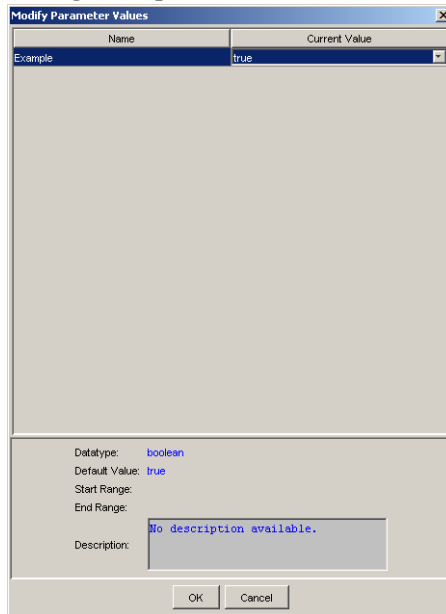 Modify Parameter Values
Name Current Value
Example true
Datatype: boolean
Default Value: true
Start Range:
End Range:
Description: No description available.
OK Cancel